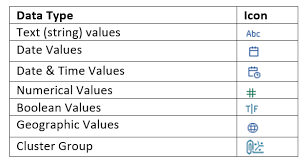 Data Type Icon
Text (string) values Abc
Date Values
Date & Time Values
Numerical Values #
Boolean Values T|F
Geographic Values
Cluster Group